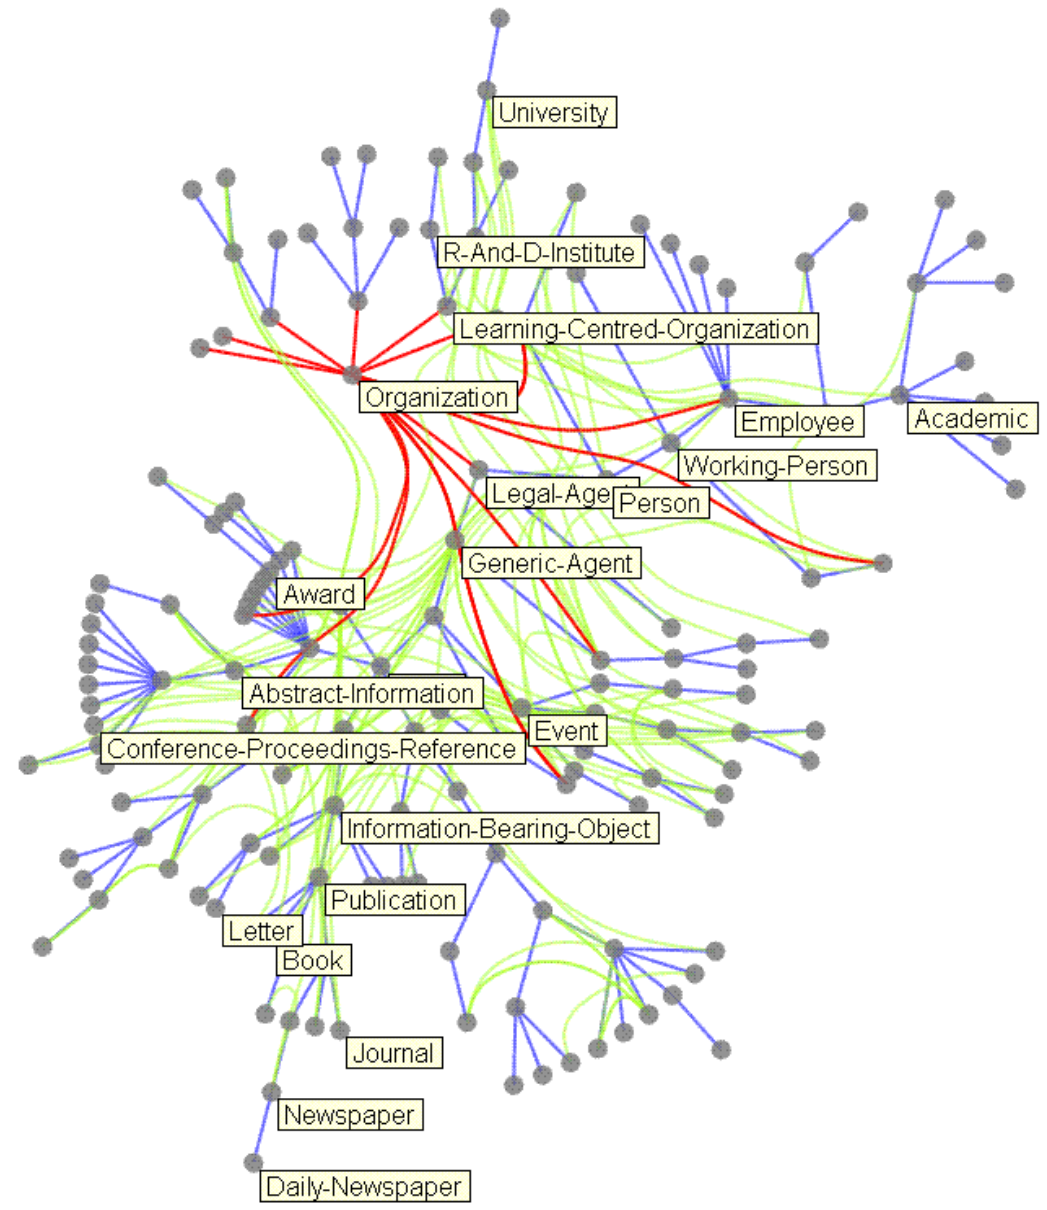 University
R-And-D-Institute
Learning-Centred-Organization
Organization
Employee
Academic
Working-Person
Legal-Age
Person
Generic-Agent
Award
Abstract-Information
Event
Conference-Proceedings-Reference
Information-Bearing-Object
Publication
Letter
Book
Journal
Newspaper
Daily-Newspaper